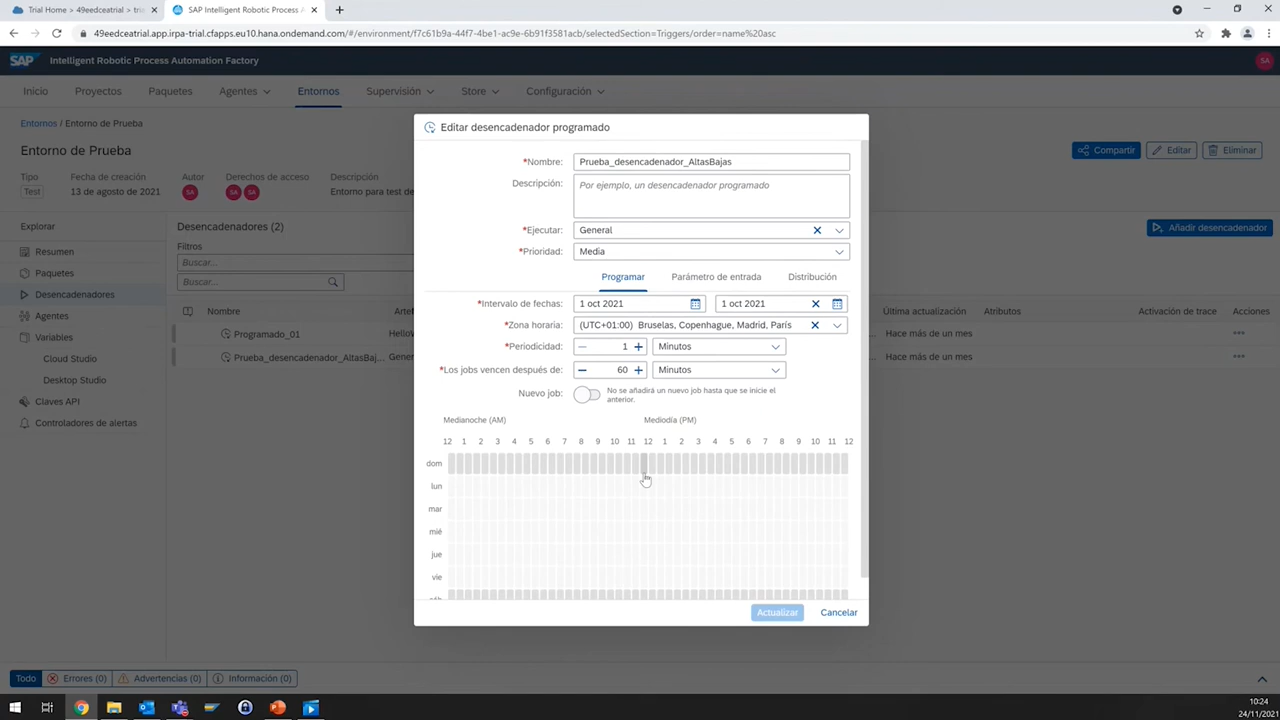 Trial Home > 49eedceatrial > tria
SAP Intelligent Robotic Process A
49eedceatrial.app.irpa-trial.cfapps.eu10.hana.ondemand.com/#/environment/f7c61b9a-44f7-4be1-ac9e-6b91f3581acb/selectedSection=Triggers/order=name%20asc
SAP Intelligent Robotic Process Automation Factory
SA
Inicio Proyectos Paquetes Agentes Entornos Supervisión Store Configuración
Entornos / Entorno de Prueba
Entorno de Prueba
Compartir Editar Eliminar
Tipo Fecha de creación Autor Derechos de acceso Descripción
Test 13 de agosto de 2021 SA SA SA Entorno para test de
Explorar
Resumen
Paquetes
Desencadenadores
Agentes
Variables
Cloud Studio
Desktop Studio
Claves API
Controladores de alertas
Desencadenadores (2)
Añadir desencadenador
Filtros
Buscar...
Buscar...
Nombre Arte Última actualización Atributos Activación de trace Acciones
Programado_01 HelloW Hace más de un mes
Prueba_desencadenador_AltasBaj... Gener Hace más de un mes
Editar desencadenador programado
*Nombre: Prueba_desencadenador_AltasBajas
Descripción: Por ejemplo, un desencadenador programado
*Ejecutar: General
*Prioridad: Media
Programar Parámetro de entrada Distribución
*Intervalo de fechas: 1 oct 2021 1 oct 2021
*Zona horaria: (UTC+01:00) Bruselas, Copenhague, Madrid, París
*Periodicidad: 1 Minutos
*Los jobs vencen después de: 60 Minutos
Nuevo job: No se añadirá un nuevo job hasta que se inicie el
anterior.
Medianoche (AM) Mediodía (PM)
12 1 2 3 4 5 6 7 8 9 10 11 12 1 2 3 4 5 6 7 8 9 10 11 12
dom
lun
mar
mié
jue
vie
sáb
Actualizar Cancelar
Todo Errores (0) Advertencias (0) Información (0)
10:24
24/11/2021